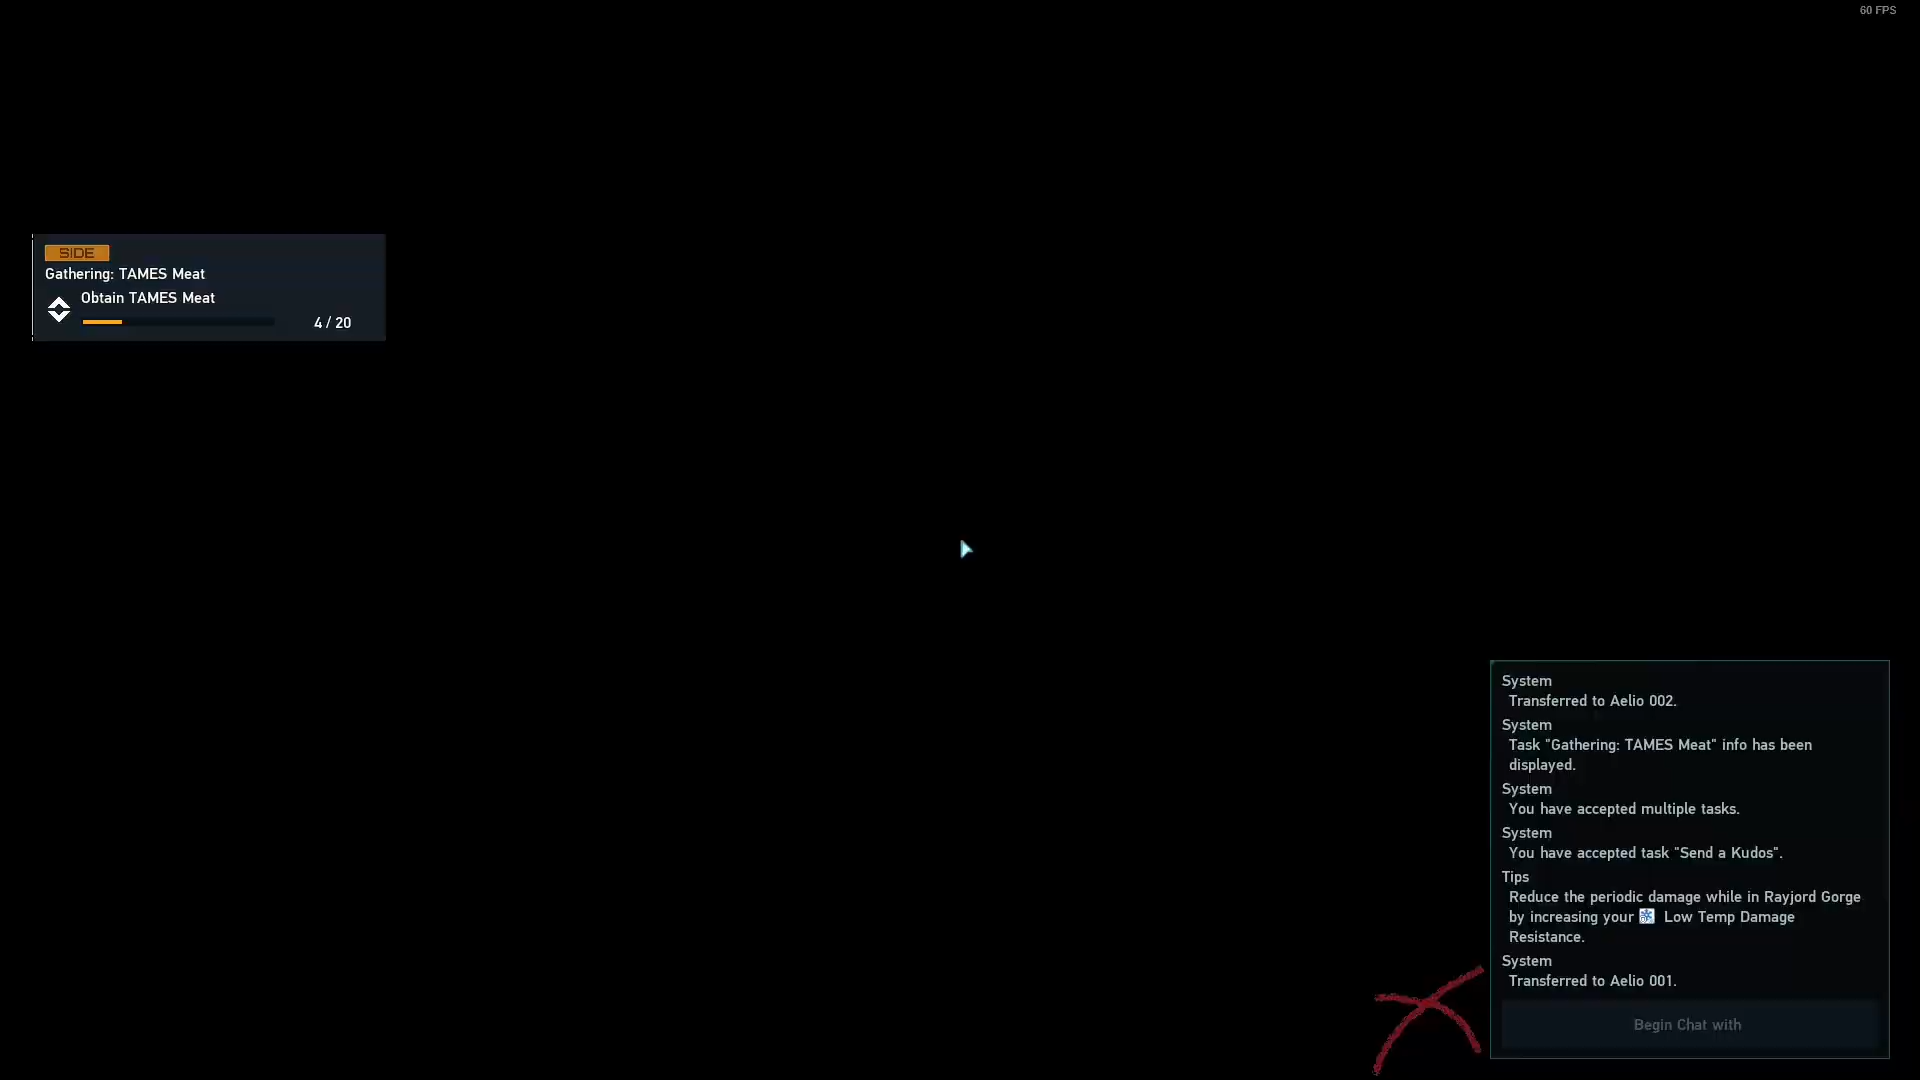 60 FPS
SIDE
Gathering: TAMES Meat
Obtain TAMES Meat
4 / 20
System
Transferred to Aelio 002.
System
Task "Gathering: TAMES Meat" info has been
displayed.
System
You have accepted multiple tasks.
System
You have accepted task "Send a Kudos".
Tips
Reduce the periodic damage while in Rayjord Gorge
by increasing your Low Temp Damage
Resistance.
System
Transferred to Aelio 001.
Begin Chat with